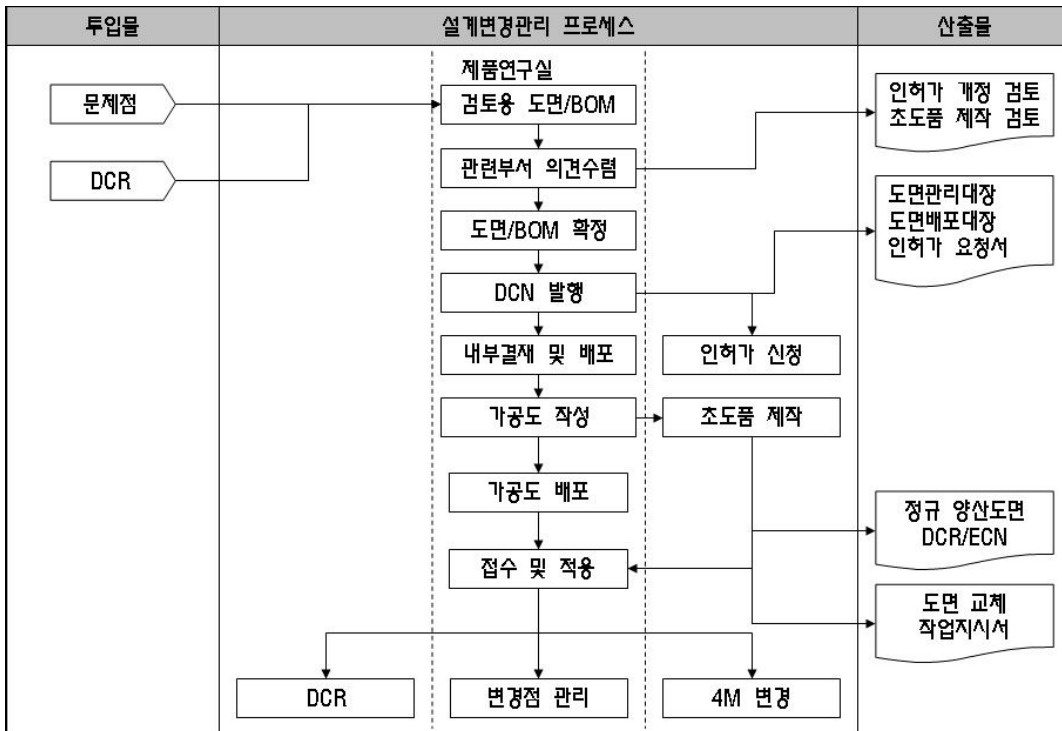 투입물
설계변경관리 프로세스
산출물
제품연구실
문제점
검토용 도면/BOM
인허가 개정 검토
초도품 제작 검토
DCR
관련부서 의견수렴
도면관리대장
도면배포대장
인허가 요청서
도면/BOM 확정
DCN 발행
내부결재 및 배포
인허가 신청
가공도 작성
초도품 제작
가공도 배포
정규 양산도면
DCR/ECN
접수 및 적용
도면 교체
작업지시서
DCR
변경점 관리
4M 변경